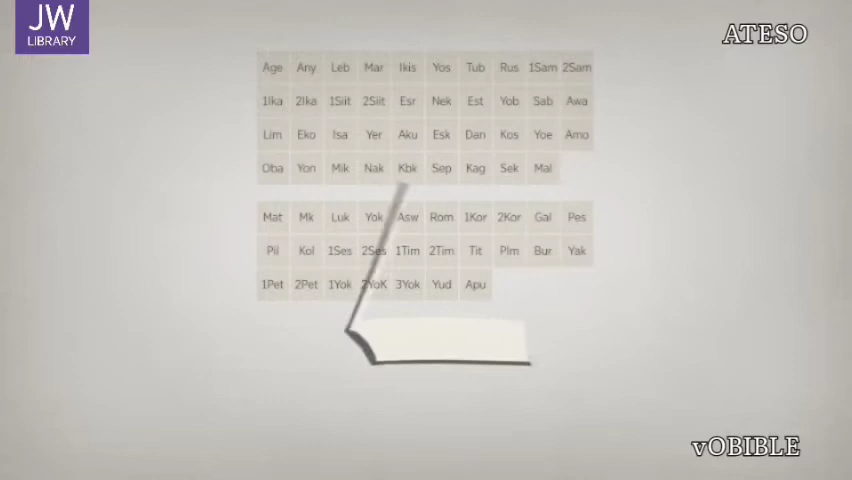 JW
LIBRARY
ATESO
Age Any Leb Mar Ikis Yos Tub Rus 1Sam 2Sam
1Ika 2Ika 1Siit 2Siit Esr Nek Est Yob Sab Awa
Lim Eko Isa Yer Aku Esk Dan Kos Yoe Amo
Oba Yon Mik Nak Kbk Sep Kag Sek Mal
Mat Mk Luk Yok Asw Rom 1Kor 2Kor Gal Pes
Pil Kol 1Ses 2Ses 1Tim 2Tim Tit Plm Bur Yak
1Pet 2Pet 1Yok 2YoK 3Yok Yud Apu
vOBIBLE